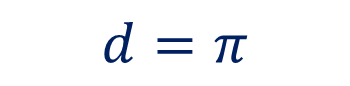 d = π